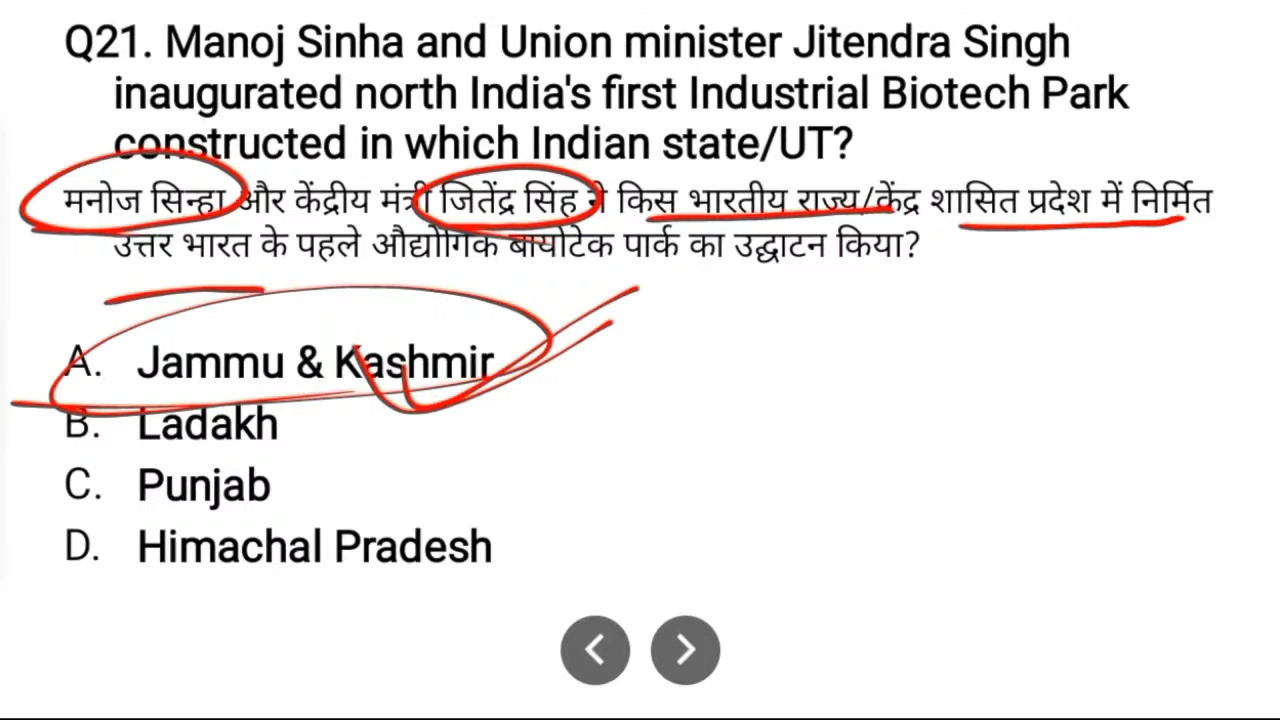 Q21. Manoj Sinha and Union minister Jitendra Singh
inaugurated north India's first Industrial Biotech Park
constructed in which Indian state/UT?
मनोज सिन्हा और केंद्रीय मंत्री जितेंद्र सिंह ने किस भारतीय राज्य/केंद्र शासित प्रदेश में निर्मित
उत्तर भारत के पहले औद्योगिक बायोटेक पार्क का उद्घाटन किया?
A. Jammu & Kashmir
B. Ladakh
C. Punjab
D. Himachal Pradesh